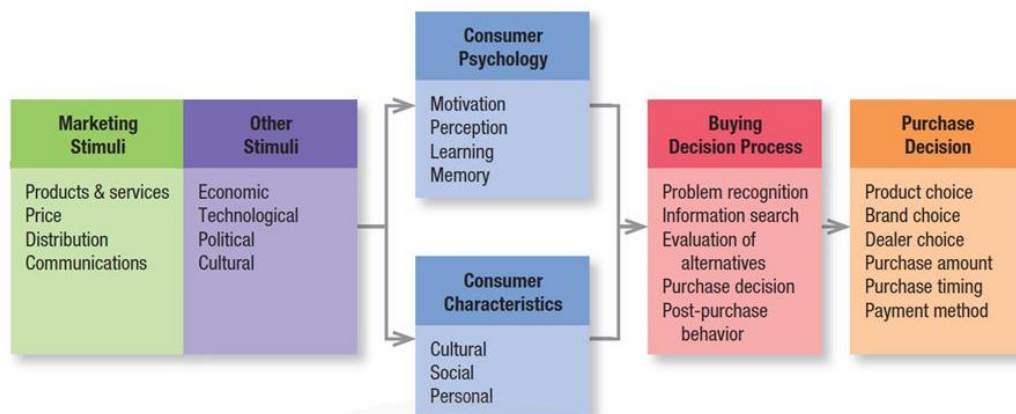 Marketing
Stimuli
Products & services
Price
Distribution
Communications
Other
Stimuli
Economic
Technological
Political
Cultural
Consumer
Psychology
Motivation
Perception
Learning
Memory
Consumer
Characteristics
Cultural
Social
Personal
Buying
Decision Process
Problem recognition
Information search
Evaluation of
alternatives
Purchase decision
Post-purchase
behavior
Purchase
Decision
Product choice
Brand choice
Dealer choice
Purchase amount
Purchase timing
Payment method